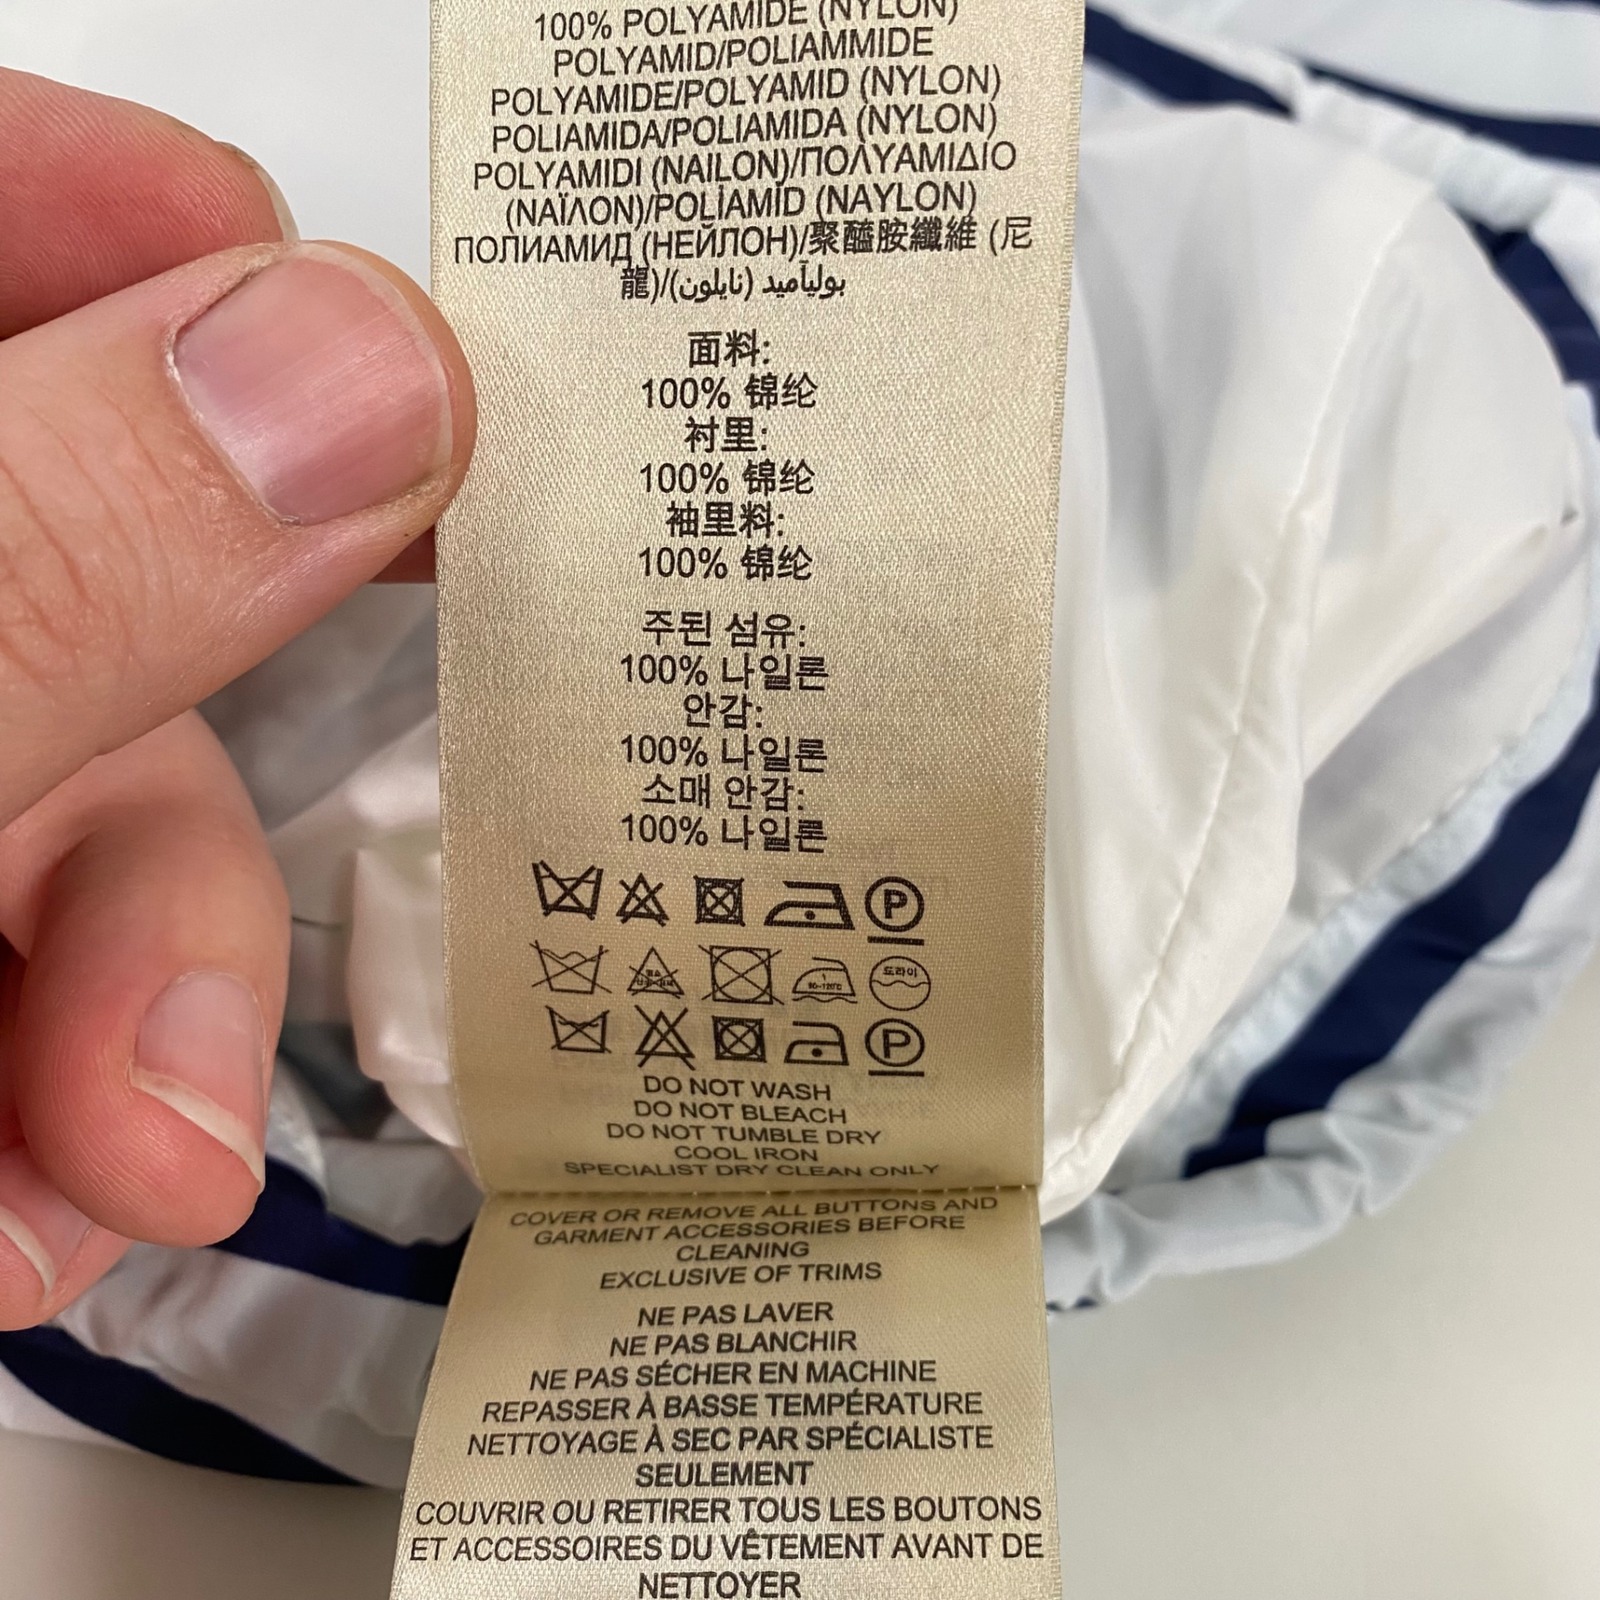 100% POLYAMIDE (NYLON)
POLYAMID/POLIAMMIDE
POLYAMIDE/POLYAMID (NYLON)
POLIAMIDA/POLIAMIDA (NYLON)
POLYAMIDI (NAILON)/ΠΟΛΥΑΜΙΔΙΟ
(ΝΑΪΛΟΝ)/POLİAMİD (NAYLON)
ПОЛИАМИД (НЕЙЛОН)/聚醯胺纖維 (尼
龍)/بوليآميد (نايلون)
面料:
100% 锦纶
衬里:
100% 锦纶
袖里料:
100% 锦纶
주된 섬유:
100% 나일론
안감:
100% 나일론
소매 안감:
100% 나일론
P
1
80~120℃
드라이
P
DO NOT WASH
DO NOT BLEACH
DO NOT TUMBLE DRY
COOL IRON
SPECIALIST DRY CLEAN ONLY
COVER OR REMOVE ALL BUTTONS AND
GARMENT ACCESSORIES BEFORE
CLEANING
EXCLUSIVE OF TRIMS
NE PAS LAVER
NE PAS BLANCHIR
NE PAS SÉCHER EN MACHINE
REPASSER À BASSE TEMPÉRATURE
NETTOYAGE À SEC PAR SPÉCIALISTE
SEULEMENT
COUVRIR OU RETIRER TOUS LES BOUTONS
ET ACCESSOIRES DU VÊTEMENT AVANT DE
NETTOYER